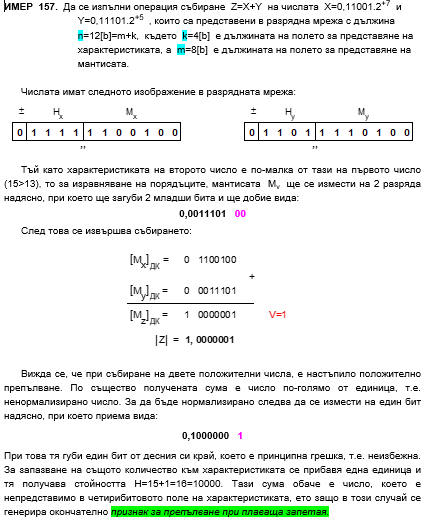 ИМЕР 157. Да се изпълни операция събиране Z=X+Y на числата X=0,11001.2+7 и
Y=0,11101.2+5 , които са представени в разрядна мрежа с дължина
n=12[b]=m+k, където k=4[b] е дължината на полето за представяне на
характеристиката, а m=8[b] е дължината на полето за представяне на
мантисата.
Числата имат следното изображение в разрядната мрежа:
± Hx Mx ± Hy My
0 1 1 1 1 1 1 0 0 1 0 0 0 1 1 0 1 1 1 1 0 1 0 0
,, ,,
Тъй като характеристиката на второто число е по-малка от тази на първото число
(15>13), то за изравняване на порядъците, мантисата My ще се измести на 2 разряда
надясно, при което ще загуби 2 младши бита и ще добие вида:
0,0011101 00
След това се извършва събирането:
[Mx]ДК = 0 1100100
+
[My]ДК = 0 0011101
[Mz]ДК = 1 0000001 V=1
|Z| = 1, 0000001
Вижда се, че при събиране на двете положителни числа, е настъпило положително
препълване. По същество получената сума е число по-голямо от единица, т.е.
ненормализирано число. За да бъде нормализирано следва да се измести на един бит
надясно, при което приема вида:
0,1000000 1
При това тя губи един бит от десния си край, което е принципна грешка, т.е. неизбежна.
За запазване на същото количество към характеристиката се прибавя една единица и
тя получава стойността H=15+1=16=10000. Тази сума обаче е число, което е
непредставимо в четирибитовото поле на характеристиката, ето защо в този случай се
генерира окончателно признак за препълване при плаваща запетая.